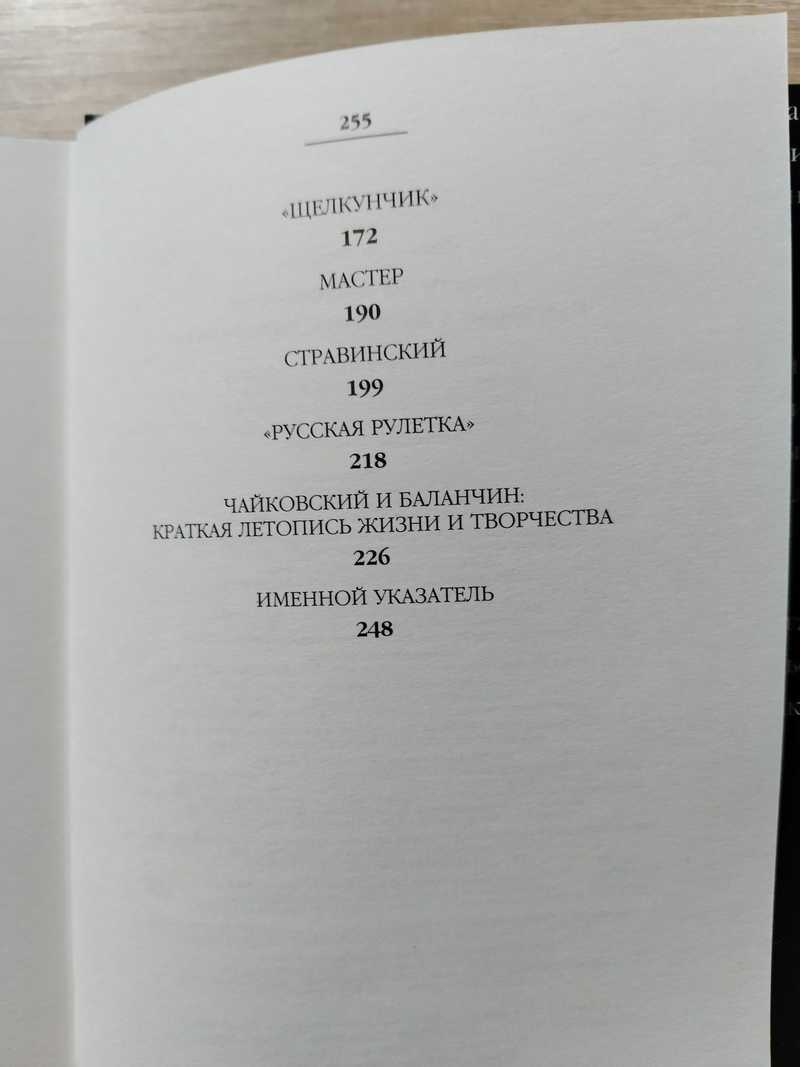 255
«ЩЕЛКУНЧИК»
172
МАСТЕР
190
СТРАВИНСКИЙ
199
«РУССКАЯ РУЛЕТКА»
218
ЧАЙКОВСКИЙ И БАЛАНЧИН:
КРАТКАЯ ЛЕТОПИСЬ ЖИЗНИ И ТВОРЧЕСТВА
226
ИМЕННОЙ УКАЗАТЕЛЬ
248